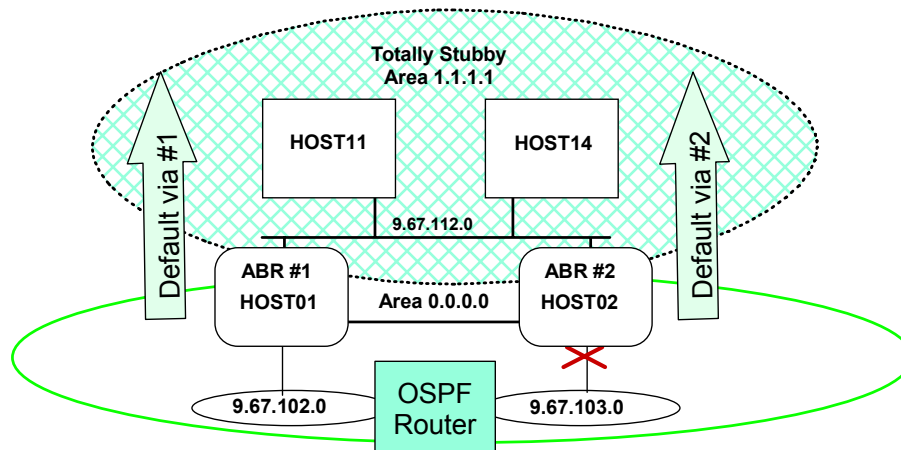 Totally Stubby
Area 1.1.1.1
HOST11
HOST14
Default via #1
Default via #2
9.67.112.0
ABR #1
HOST01
Area 0.0.0.0
ABR #2
HOST02
9.67.102.0
OSPF
Router
9.67.103.0